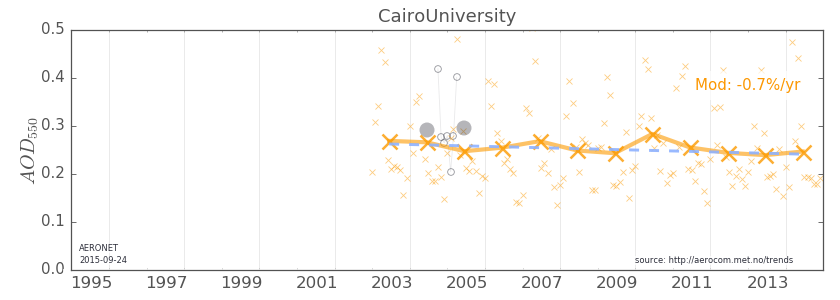 CairoUniversity
0.5
0.4
Mod: -0.7%/yr
0.3
AOD550
0.2
0.1
AERONET
2015-09-24
source: http://aerocom.met.no/trends
0.0
1995 1997 1999 2001 2003 2005 2007 2009 2011 2013